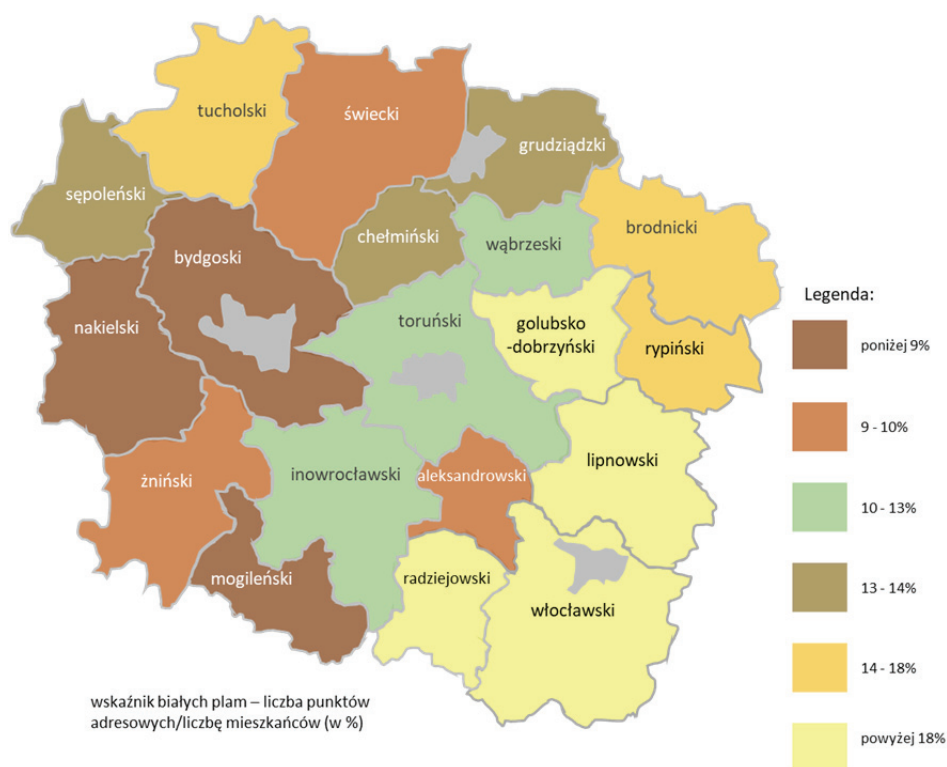 tucholski
świecki
grudziądzki
sępoleński
chełmiński
wąbrzeski
brodnicki
bydgoski
Legenda:
nakielski
toruński
golubsko
-dobrzyński
rypiński
poniżej 9%
9 - 10%
żniński
inowrocławski
aleksandrowski
lipnowski
10 - 13%
mogileński
radziejowski
włocławski
13 - 14%
14 - 18%
wskaźnik białych plam – liczba punktów
adresowych/liczbę mieszkańców (w %)
powyżej 18%